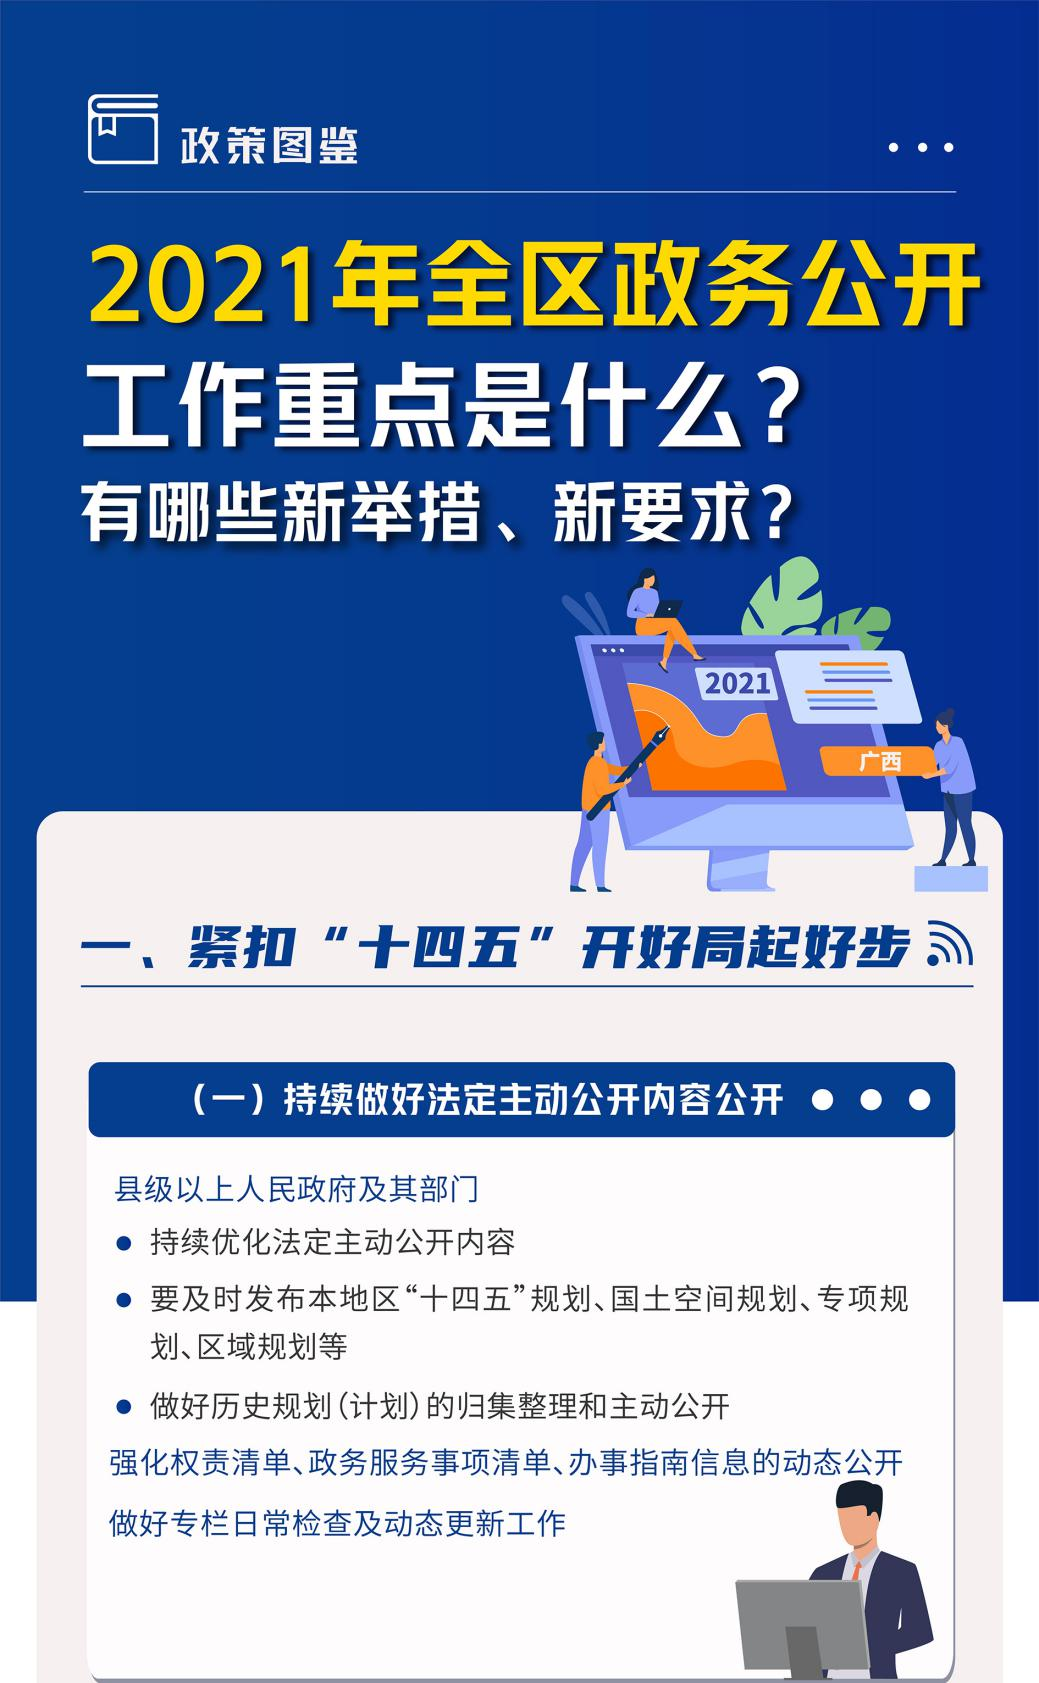 政策图鉴
2021年全区政务公开
工作重点是什么？
有哪些新举措、新要求？
2021
广西
一、紧扣“十四五”开好局起好步
（一）持续做好法定主动公开内容公开
县级以上人民政府及其部门
持续优化法定主动公开内容
要及时发布本地区“十四五”规划、国土空间规划、专项规
划、区域规划等
做好历史规划（计划）的归集整理和主动公开
强化权责清单、政务服务事项清单、办事指南信息的动态公开
做好专栏日常检查及动态更新工作